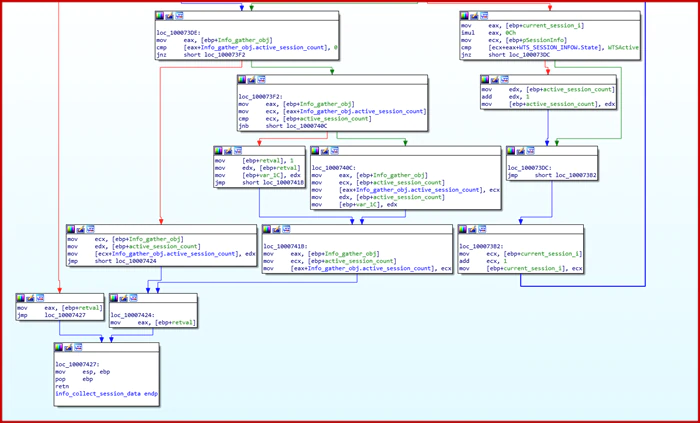 loc_100073DE:
mov eax, [ebp+Info_gather_obj]
cmp [eax+Info_gather_obj.active_session_count], 0
jnz short loc_100073F2
mov eax, [ebp+current_session_i]
imul eax, 0Ch
mov ecx, [ebp+pSessionInfo]
cmp [ecx+eax+WTS_SESSION_INFOW.State], WTSActive
jnz short loc_100073DC
loc_100073F2:
mov eax, [ebp+Info_gather_obj]
mov ecx, [eax+Info_gather_obj.active_session_count]
cmp ecx, [ebp+active_session_count]
jnb short loc_1000740C
mov edx, [ebp+active_session_count]
add edx, 1
mov [ebp+active_session_count], edx
mov [ebp+retval], 1
mov edx, [ebp+retval]
mov [ebp+var_1C], edx
jmp short loc_10007418
loc_1000740C:
mov eax, [ebp+Info_gather_obj]
mov ecx, [ebp+active_session_count]
mov [eax+Info_gather_obj.active_session_count], ecx
mov edx, [ebp+active_session_count]
mov [ebp+var_1C], edx
loc_100073DC:
jmp short loc_100073B2
mov ecx, [ebp+Info_gather_obj]
mov edx, [ebp+active_session_count]
mov [ecx+Info_gather_obj.active_session_count], edx
jmp short loc_10007424
loc_10007418:
mov eax, [ebp+Info_gather_obj]
mov ecx, [ebp+active_session_count]
mov [eax+Info_gather_obj.active_session_count], ecx
loc_100073B2:
mov ecx, [ebp+current_session_i]
add ecx, 1
mov [ebp+current_session_i], ecx
mov eax, [ebp+retval]
jmp loc_10007427
loc_10007424:
mov eax, [ebp+retval]
loc_10007427:
mov esp, ebp
pop ebp
retn
info_collect_session_data endp